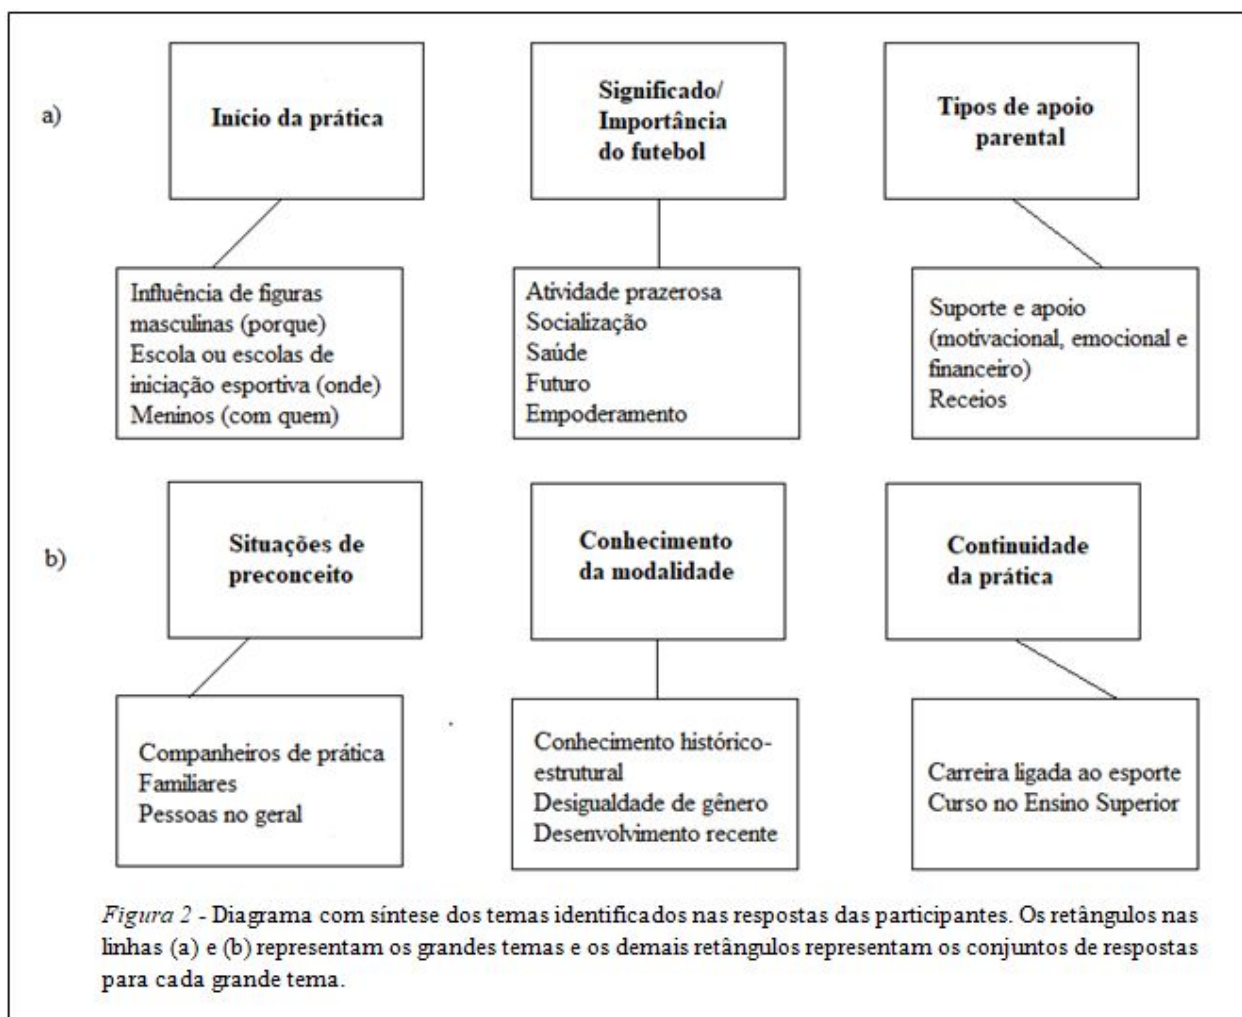 a)
Início da prática
Significado/
Importância
do futebol
Tipos de apoio
parental
Influência de figuras
masculinas (porque)
Escola ou escolas de
iniciação esportiva (onde)
Meninos (com quem)
Atividade prazerosa
Socialização
Saúde
Futuro
Empoderamento
Suporte e apoio
(motivacional, emocional e
financeiro)
Receios
b)
Situações de
preconceito
Conhecimento
da modalidade
Continuidade
da prática
Companheiros de prática
Familiares
Pessoas no geral
Conhecimento histórico-
estrutural
Desigualdade de gênero
Desenvolvimento recente
Carreira ligada ao esporte
Curso no Ensino Superior
Figura 2 - Diagrama com síntese dos temas identificados nas respostas das participantes. Os retângulos nas
linhas (a) e (b) representam os grandes temas e os demais retângulos representam os conjuntos de respostas
para cada grande tema.